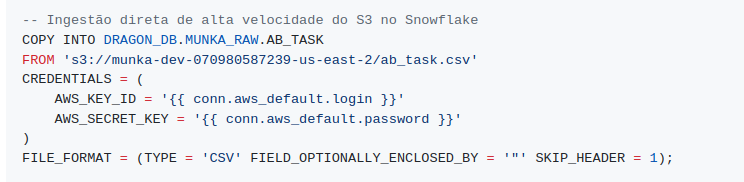 -- Ingestão direta de alta velocidade do S3 no Snowflake
COPY INTO DRAGON_DB.MUNKA_RAW.AB_TASK
FROM 's3://munka-dev-070980587239-us-east-2/ab_task.csv'
CREDENTIALS = (
    AWS_KEY_ID = '{{ conn.aws_default.login }}'
    AWS_SECRET_KEY = '{{ conn.aws_default.password }}'
)
FILE_FORMAT = (TYPE = 'CSV' FIELD_OPTIONALLY_ENCLOSED_BY = '"' SKIP_HEADER = 1);